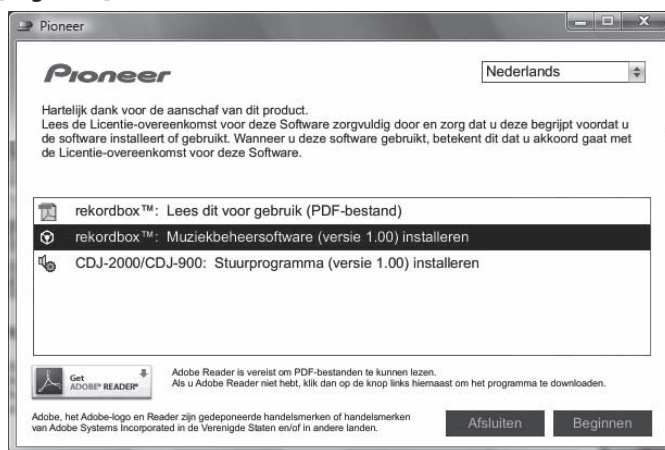 Pioneer
Pioneer
Nederlands
Hartelijk dank voor de aanschaf van dit product.
Lees de Licentie-overeenkomst voor deze Software zorgvuldig door en zorg dat u deze begrijpt voordat u
de software installeert of gebruikt. Wanneer u deze software gebruikt, betekent dit dat u akkoord gaat met
de Licentie-overeenkomst voor deze Software.
rekordbox™: Lees dit voor gebruik (PDF-bestand)
rekordbox™: Muziekbeheersoftware (versie 1.00) installeren
CDJ-2000/CDJ-900: Stuurprogramma (versie 1.00) installeren
Get
ADOBE® READER®
Adobe Reader is vereist om PDF-bestanden te kunnen lezen.
Als u Adobe Reader niet hebt, klik dan op de knop links hiernaast om het programma te downloaden.
Adobe, het Adobe-logo en Reader zijn gedeponeerde handelsmerken of handelsmerken
van Adobe Systems Incorporated in de Verenigde Staten en/of in andere landen.
Afsluiten
Beginnen